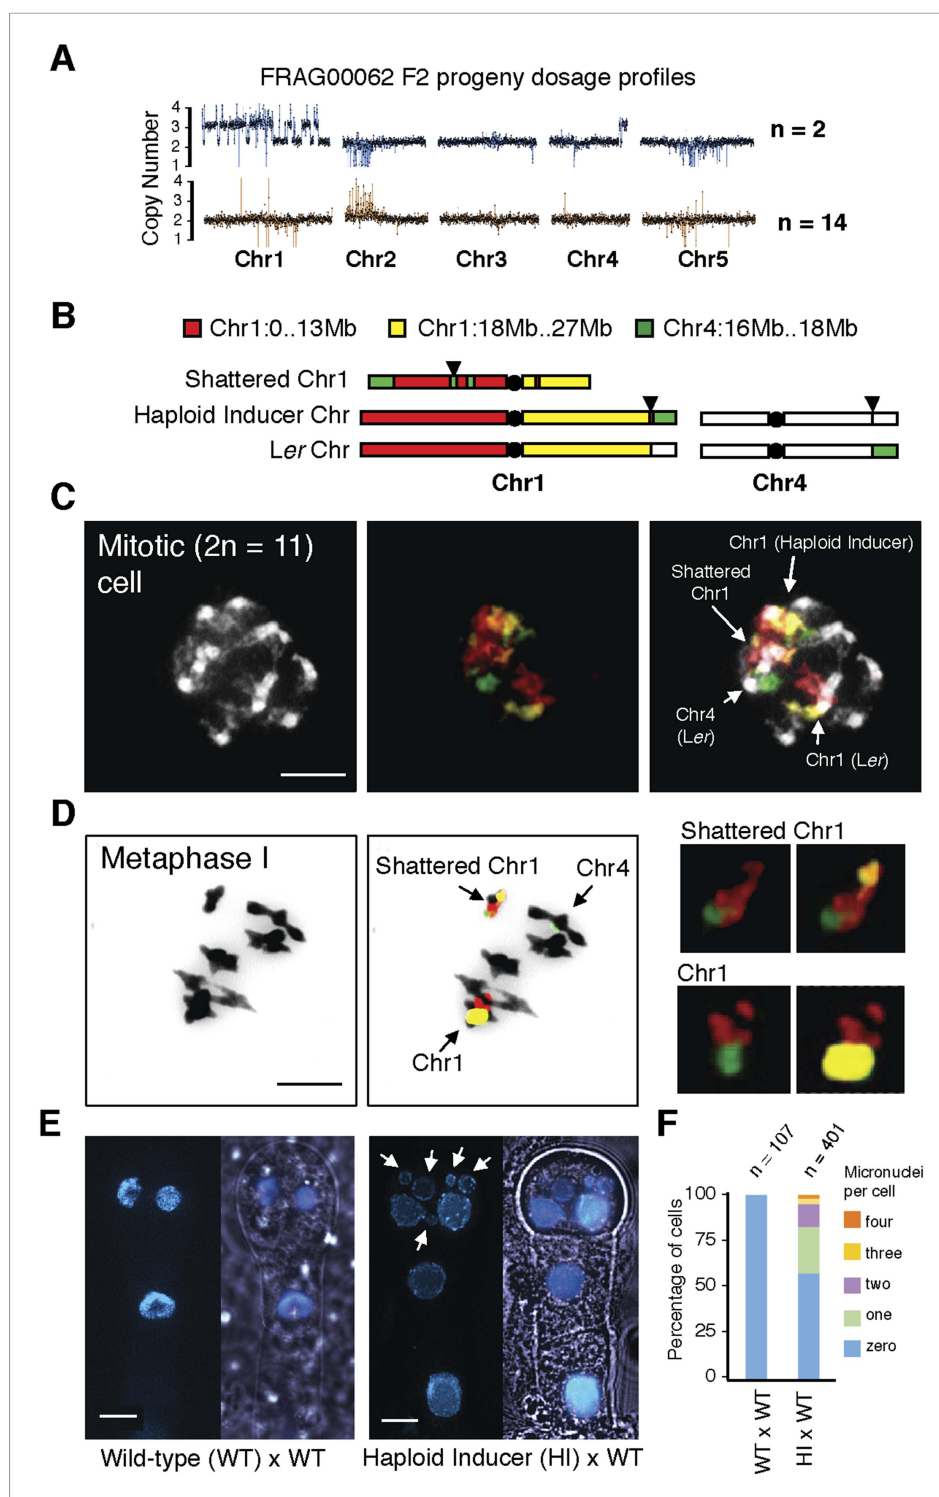 A
FRAG00062 F2 progeny dosage profiles
Copy Number
4
3
2
1
n = 2
4
3
2
1
n = 14
Chr1 Chr2 Chr3 Chr4 Chr5
B
Chr1:0..13Mb Chr1:18Mb..27Mb Chr4:16Mb..18Mb
Shattered Chr1
Haploid Inducer Chr
Ler Chr
Chr1 Chr4
C
Mitotic (2n = 11)
cell
Chr1 (Haploid Inducer)
Shattered
Chr1
Chr4
(Ler)
Chr1 (Ler)
D
Metaphase I
Shattered Chr1
Chr4
Chr1
Shattered Chr1
Chr1
E
Wild-type (WT) x WT
Haploid Inducer (HI) x WT
F
n = 107
n = 401
Percentage of cells
100
75
50
25
0
WT x WT
HI x WT
Micronuclei
per cell
four
three
two
one
zero